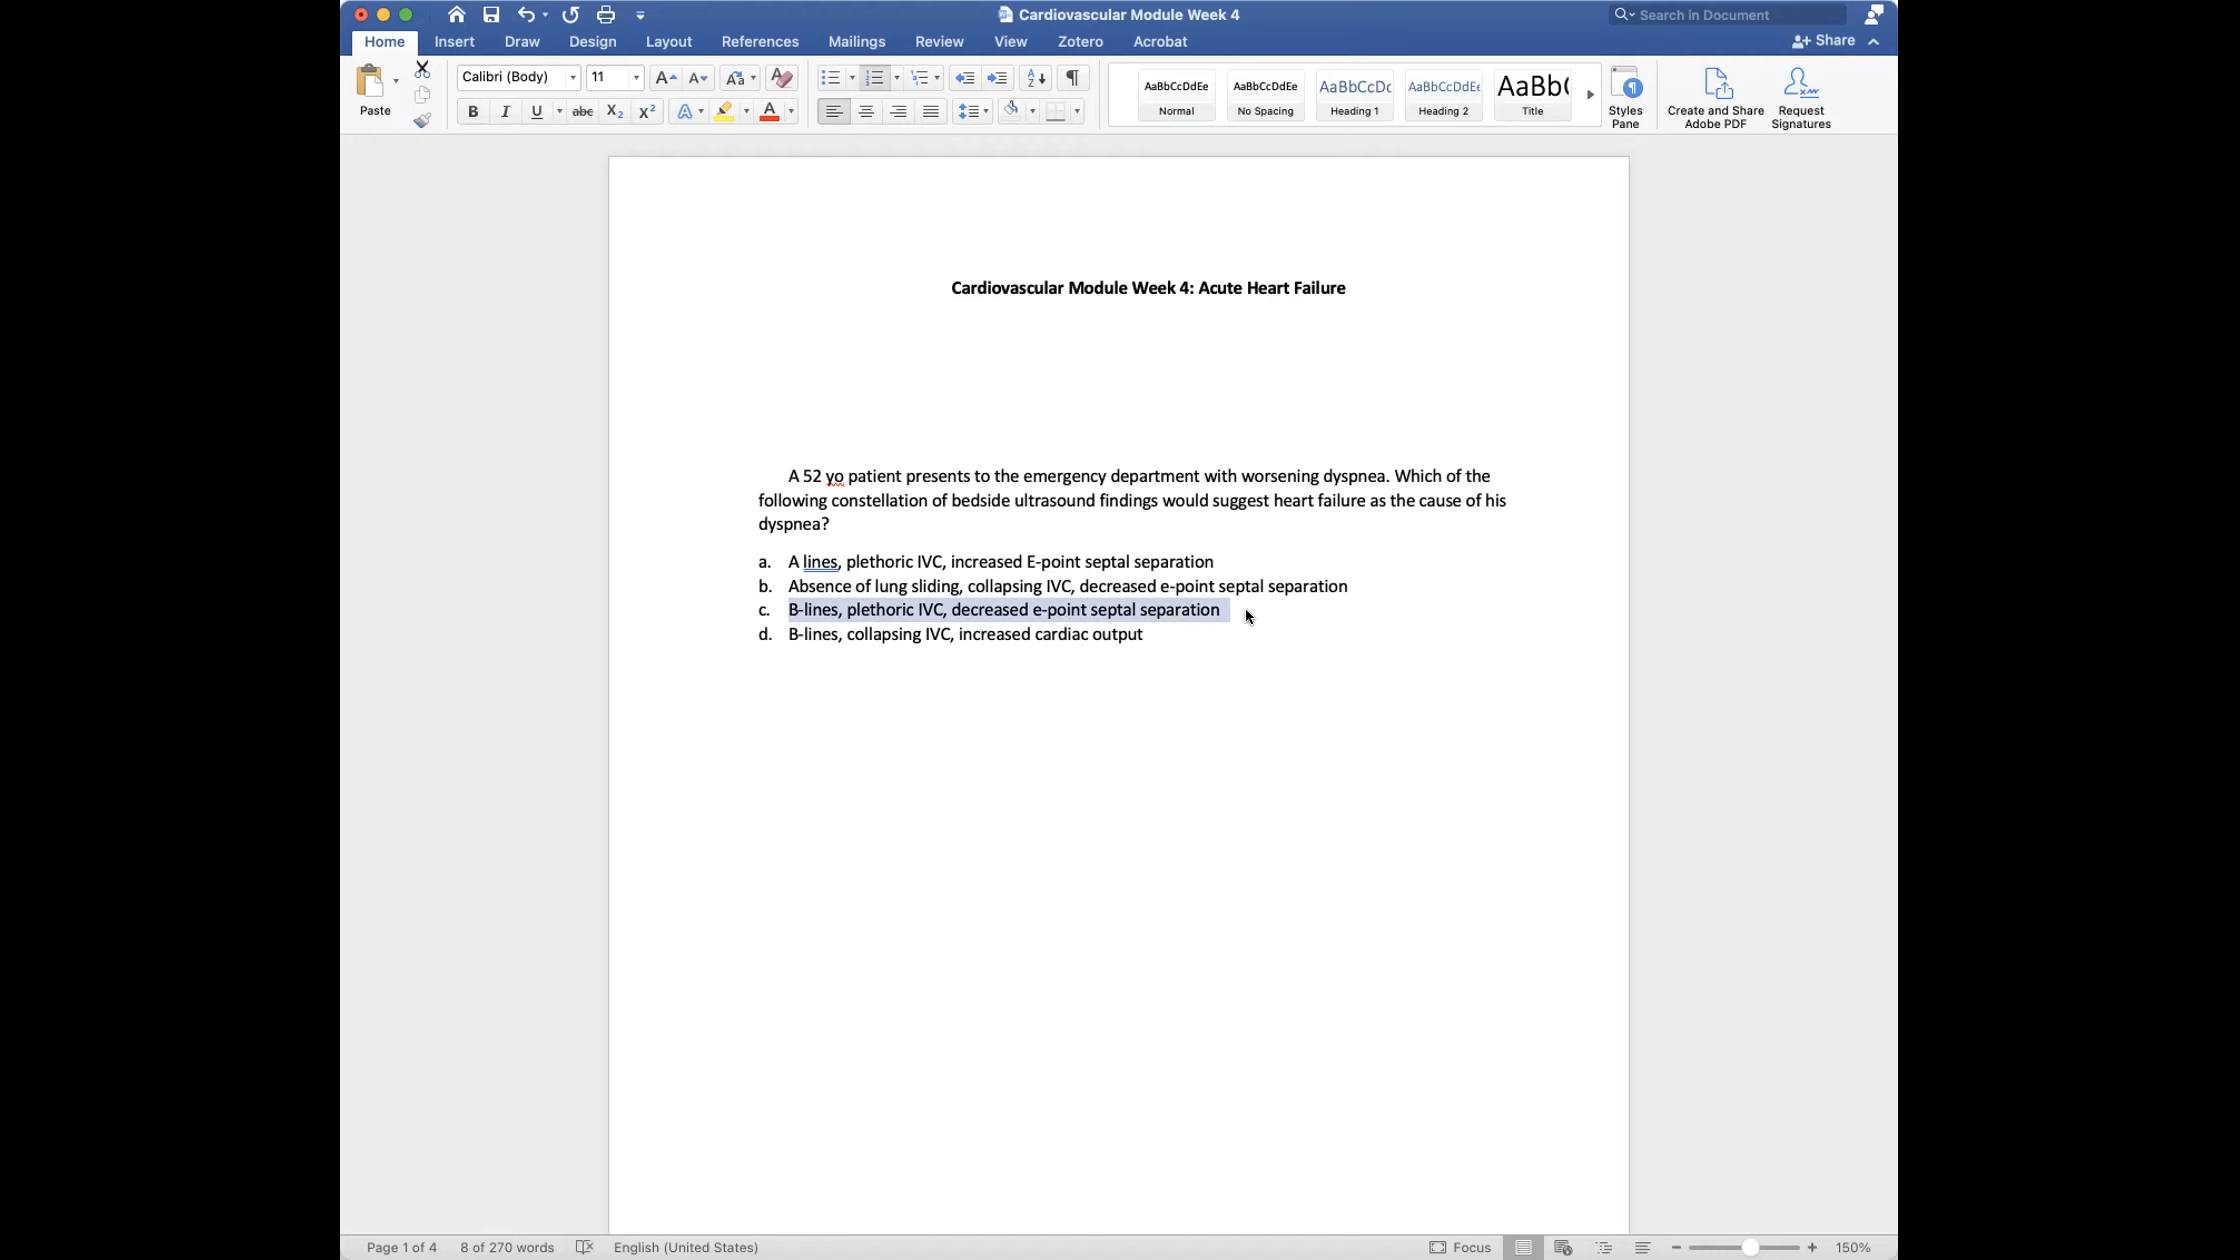 Cardiovascular Module Week 4
Search in Document
Home Insert Draw Design Layout References Mailings Review View Zotero Acrobat Share
Calibri (Body) 11
Paste
AaBbCcDdEe AaBbCcDdEe AaBbCcDc AaBbCcDdEe AaBb(
Normal No Spacing Heading 1 Heading 2 Title
Styles Pane
Create and Share Adobe PDF
Request Signatures
Cardiovascular Module Week 4: Acute Heart Failure
A 52 yo patient presents to the emergency department with worsening dyspnea. Which of the
following constellation of bedside ultrasound findings would suggest heart failure as the cause of his
dyspnea?
a. A lines, plethoric IVC, increased E-point septal separation
b. Absence of lung sliding, collapsing IVC, decreased e-point septal separation
c. B-lines, plethoric IVC, decreased e-point septal separation
d. B-lines, collapsing IVC, increased cardiac output
Page 1 of 4 8 of 270 words English (United States) Focus 150%